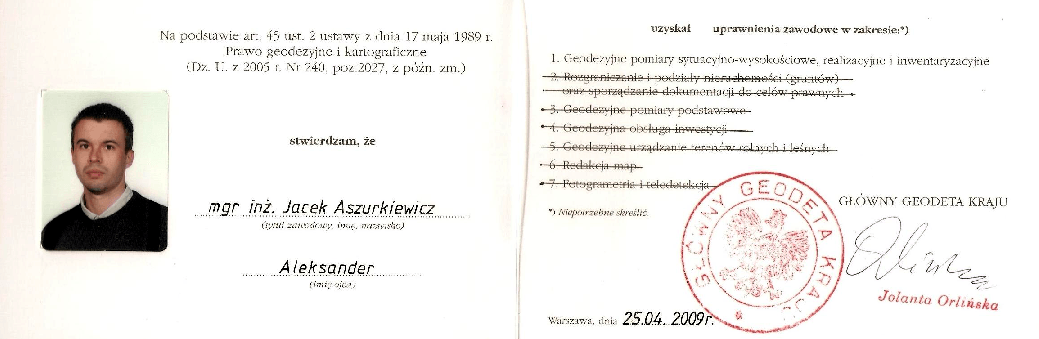 Na podstawie art. 45 ust. 2 ustawy z dnia 17 maja 1989 r.
Prawo geodezyjne i kartograficzne
(Dz. U. z 2005 r. Nr 240, poz.2027, z późn. zm.)
stwierdzam, że
mgr inż. Jacek Aszurkiewicz
(tytuł zawodowy, imię, nazwisko)
Aleksander
(imię ojca)
uzyskał uprawnienia zawodowe w zakresie:*)
1. Geodezyjne pomiary sytuacyjno-wysokościowe, realizacyjne i inwentaryzacyjne
2. Rozgraniczanie i podziały nieruchomości (gruntów)
oraz sporządzanie dokumentacji do celów prawnych
3. Geodezyjne pomiary podstawowe
4. Geodezyjna obsługa inwestycji
5. Geodezyjne urządzanie terenów rolnych i leśnych
6. Redakcja map
7. Fotogrametria i teledetekcja
*) Niepotrzebne skreślić.
GŁÓWNY GEODETA KRAJU
GŁÓWNY GEODETA KRAJU
Jolanta Orlińska
Warszawa, dnia 25.04.2009r.